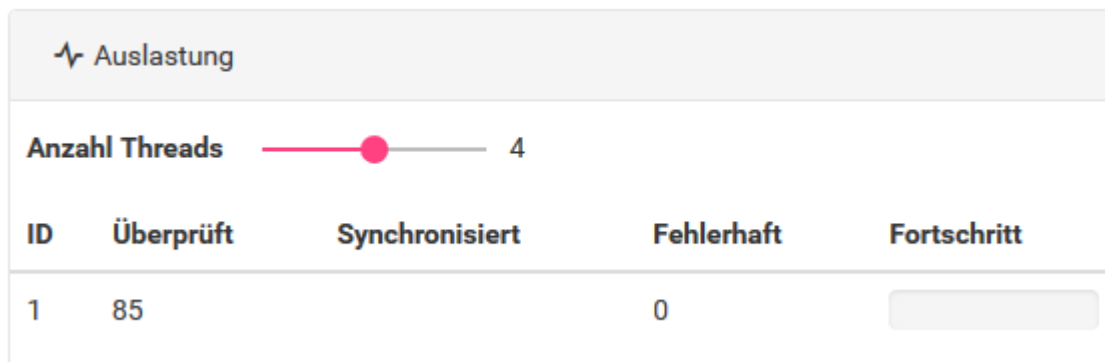 Auslastung
Anzahl Threads 4
ID Überprüft Synchronisiert Fehlerhaft Fortschritt
1 85 0